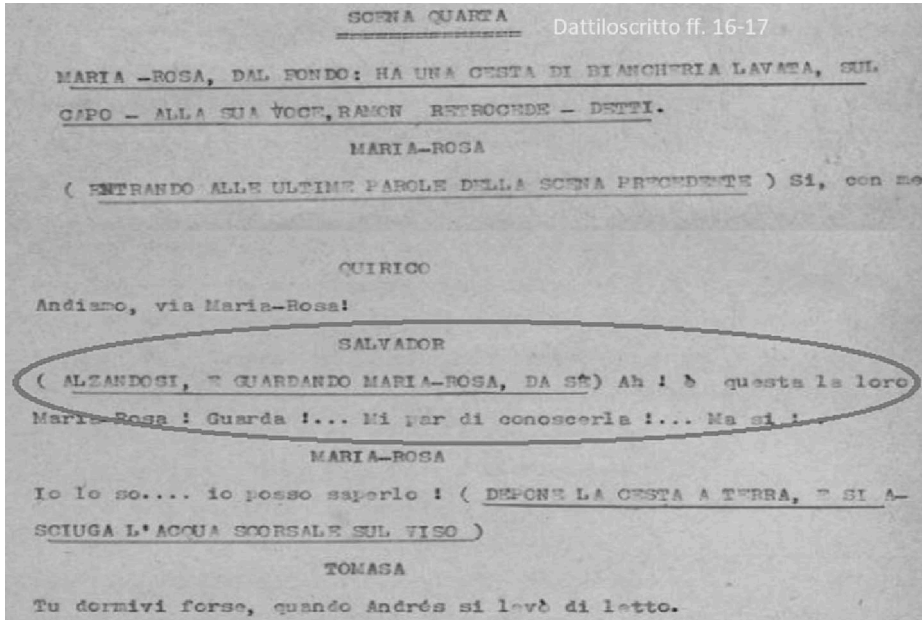 SCENA QUARTA
Dattiloscritto ff. 16-17
MARIA -ROSA, DAL FONDO: HA UNA CESTA DI BIANCHERIA LAVATA, SUL
CAPO - ALLA SUA VOCE, RAMON RETROCEDE - DETTI.
MARIA-ROSA
( ENTRANDO ALLE ULTIME PAROLE DELLA SCENA PRECEDENTE ) Si, con me
QUIRICO
Andiamo, via Maria-Rosa!
SALVADOR
( ALZANDOSI, E GUARDANDO MARIA-ROSA, DA SÈ) Ah ! è questa la loro
Maria-Rosa ! Guarda !... Mi par di conoscerla !... Ma si ! .
MARIA-ROSA
Io lo so.... io posso saperlo ! ( DEPONE LA CESTA A TERRA, E SI A-
SCIUGA L'ACQUA SCORSALE SUL VISO )
TOMASA
Tu dormivi forse, quando Andrés si levò di letto.